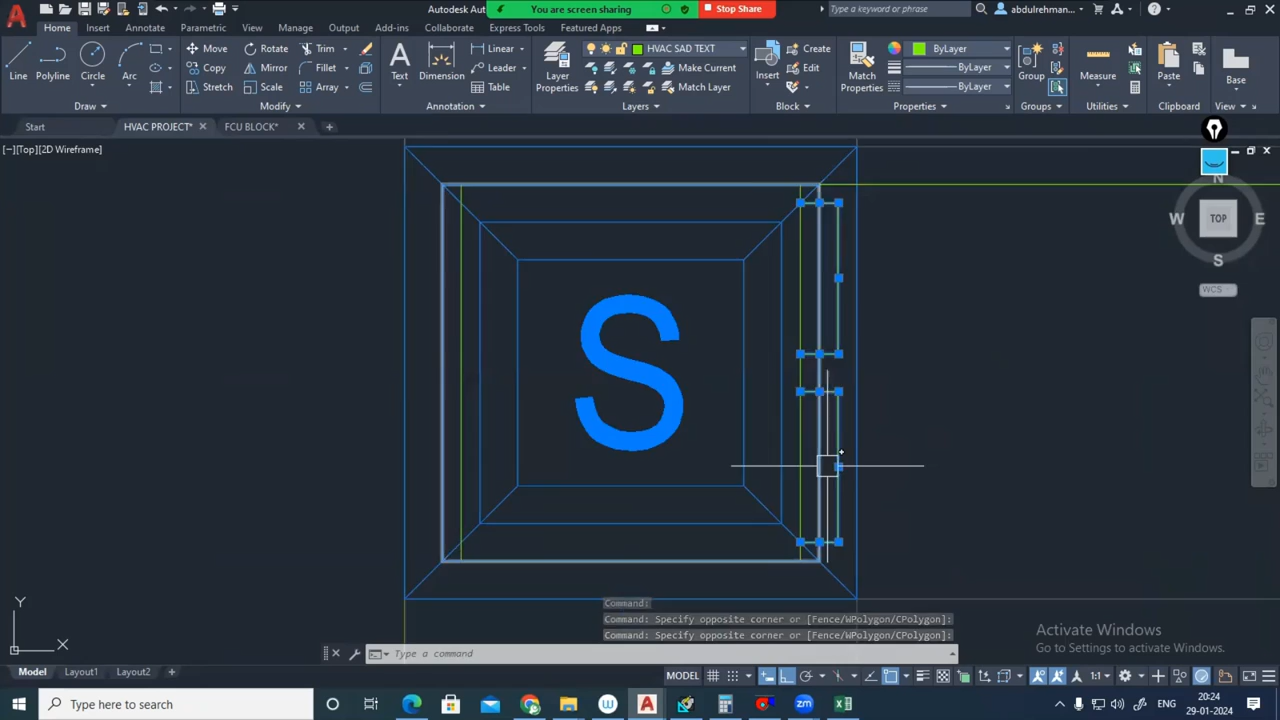 Autodesk Aut
You are screen sharing
Stop Share
Type a keyword or phrase
abdulrehman...
Home
Insert
Annotate
Parametric
View
Manage
Output
Add-ins
Collaborate
Express Tools
Featured Apps
Line
Polyline
Circle
Arc
Draw
Move
Rotate
Trim
Copy
Mirror
Fillet
Stretch
Scale
Array
Modify
Text
Dimension
Linear
Leader
Table
Annotation
Layer
Properties
HVAC SAD TEXT
Make Current
Match Layer
Layers
Insert
Create
Edit
Block
Match
Properties
ByLayer
ByLayer
ByLayer
Properties
Group
Groups
Measure
Utilities
Paste
Clipboard
Base
View
Start
HVAC PROJECT*
FCU BLOCK*
[−][Top][2D Wireframe]
N
W
TOP
E
S
WCS
S
Y
X
Command:
Command: Specify opposite corner or [Fence/WPolygon/CPolygon]:
Command: Specify opposite corner or [Fence/WPolygon/CPolygon]:
Type a command
Activate Windows
Go to Settings to activate Windows.
Model
Layout1
Layout2
MODEL
1:1
Type here to search
ENG
20:24
29-01-2024